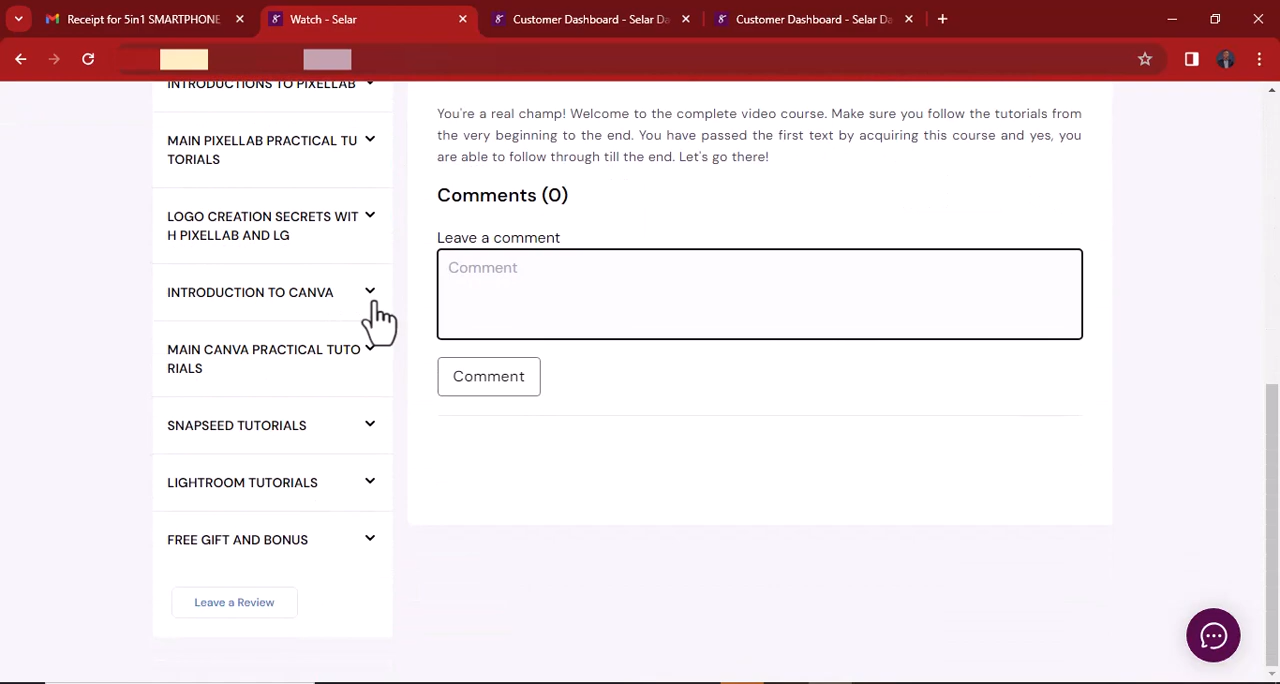 Receipt for 5in1 SMARTPHONE
Watch - Selar
Customer Dashboard - Selar Da
Customer Dashboard - Selar Da
INTRODUCTIONS TO PIXELLAB
MAIN PIXELLAB PRACTICAL TU
TORIALS
LOGO CREATION SECRETS WIT
H PIXELLAB AND LG
INTRODUCTION TO CANVA
MAIN CANVA PRACTICAL TUTO
RIALS
SNAPSEED TUTORIALS
LIGHTROOM TUTORIALS
FREE GIFT AND BONUS
Leave a Review
You're a real champ! Welcome to the complete video course. Make sure you follow the tutorials from
the very beginning to the end. You have passed the first text by acquiring this course and yes, you
are able to follow through till the end. Let's go there!
Comments (0)
Leave a comment
Comment
Comment